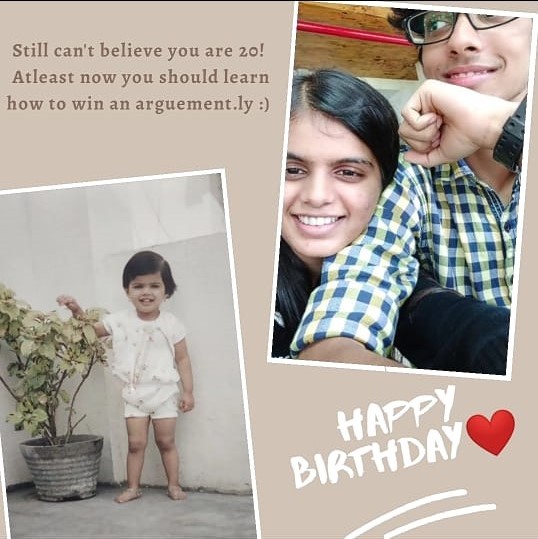 Still can't believe you are 20!
Atleast now you should learn
how to win an arguement.ly :)
HAPPY
BIRTHDAY